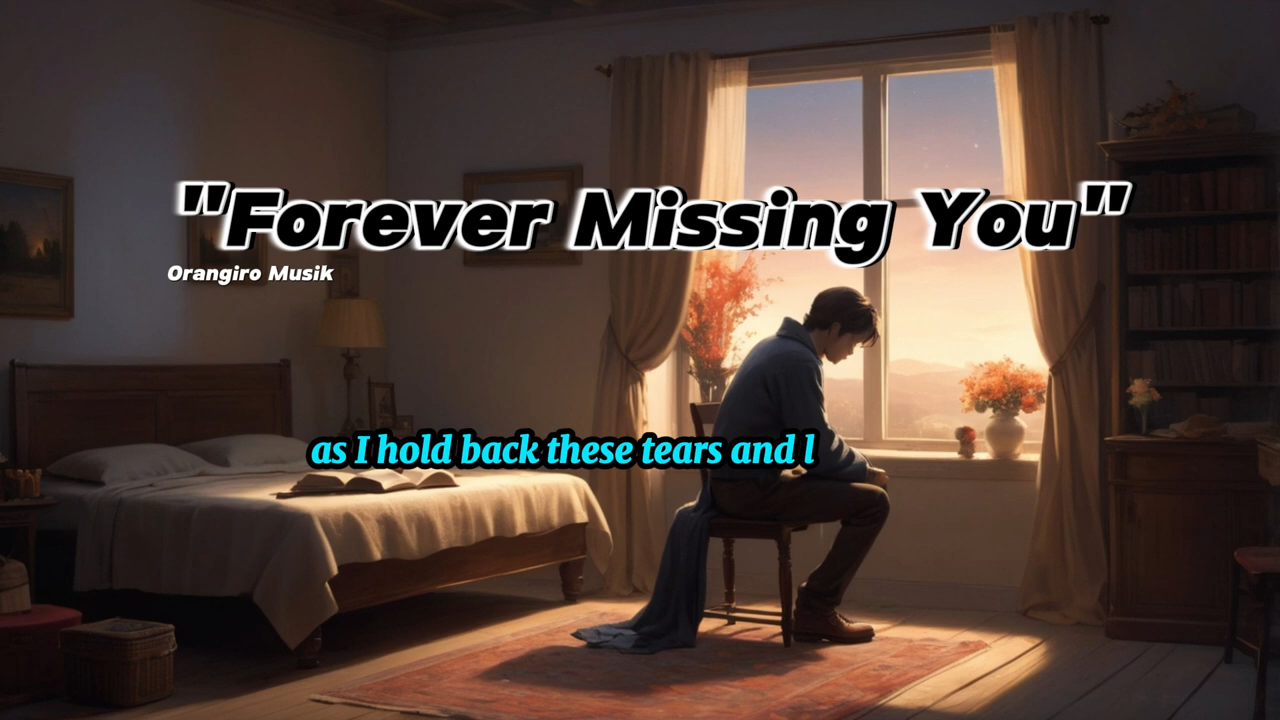 "Forever Missing You"
Orangiro Musik
as I hold back these tears and l